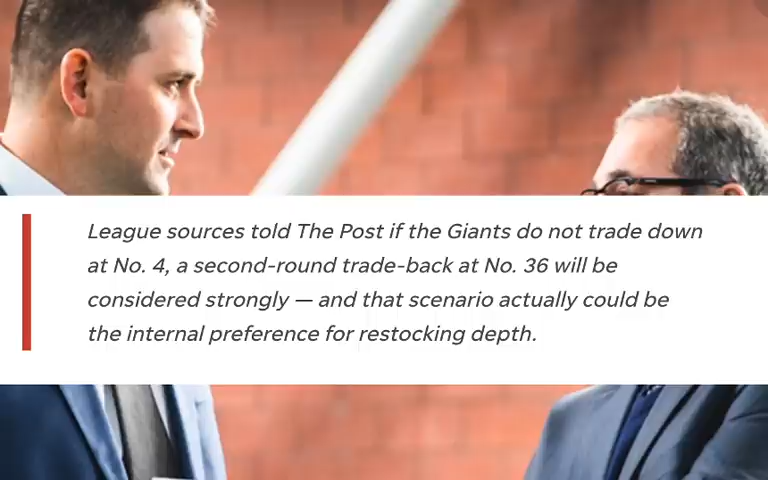 League sources told The Post if the Giants do not trade down
at No. 4, a second-round trade-back at No. 36 will be
considered strongly — and that scenario actually could be
the internal preference for restocking depth.